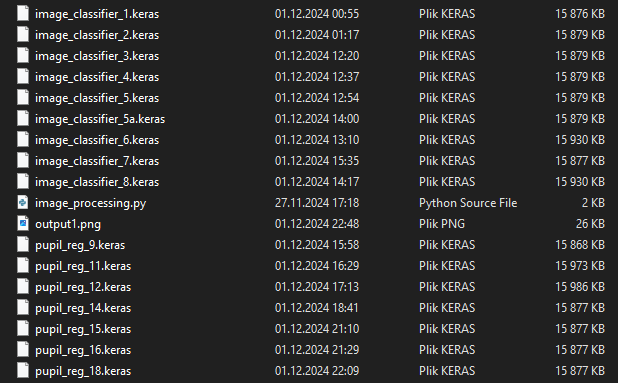 image_classifier_1.keras 01.12.2024 00:55 Plik KERAS 15 876 KB
image_classifier_2.keras 01.12.2024 01:17 Plik KERAS 15 879 KB
image_classifier_3.keras 01.12.2024 12:20 Plik KERAS 15 879 KB
image_classifier_4.keras 01.12.2024 12:37 Plik KERAS 15 879 KB
image_classifier_5.keras 01.12.2024 12:54 Plik KERAS 15 879 KB
image_classifier_5a.keras 01.12.2024 14:00 Plik KERAS 15 879 KB
image_classifier_6.keras 01.12.2024 13:10 Plik KERAS 15 930 KB
image_classifier_7.keras 01.12.2024 15:35 Plik KERAS 15 877 KB
image_classifier_8.keras 01.12.2024 14:17 Plik KERAS 15 930 KB
image_processing.py 27.11.2024 17:18 Python Source File 2 KB
output1.png 01.12.2024 22:48 Plik PNG 26 KB
pupil_reg_9.keras 01.12.2024 15:58 Plik KERAS 15 868 KB
pupil_reg_11.keras 01.12.2024 16:29 Plik KERAS 15 973 KB
pupil_reg_12.keras 01.12.2024 17:13 Plik KERAS 15 986 KB
pupil_reg_14.keras 01.12.2024 18:41 Plik KERAS 15 877 KB
pupil_reg_15.keras 01.12.2024 21:10 Plik KERAS 15 877 KB
pupil_reg_16.keras 01.12.2024 21:29 Plik KERAS 15 877 KB
pupil_reg_18.keras 01.12.2024 22:09 Plik KERAS 15 877 KB